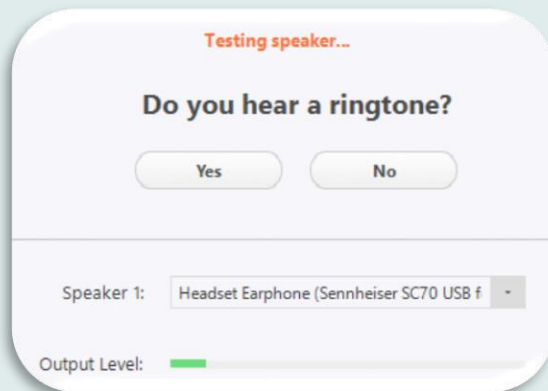 Testing speaker...
Do you hear a ringtone?
Yes No
Speaker 1: Headset Earphone (Sennheiser SC70 USB f
Output Level: